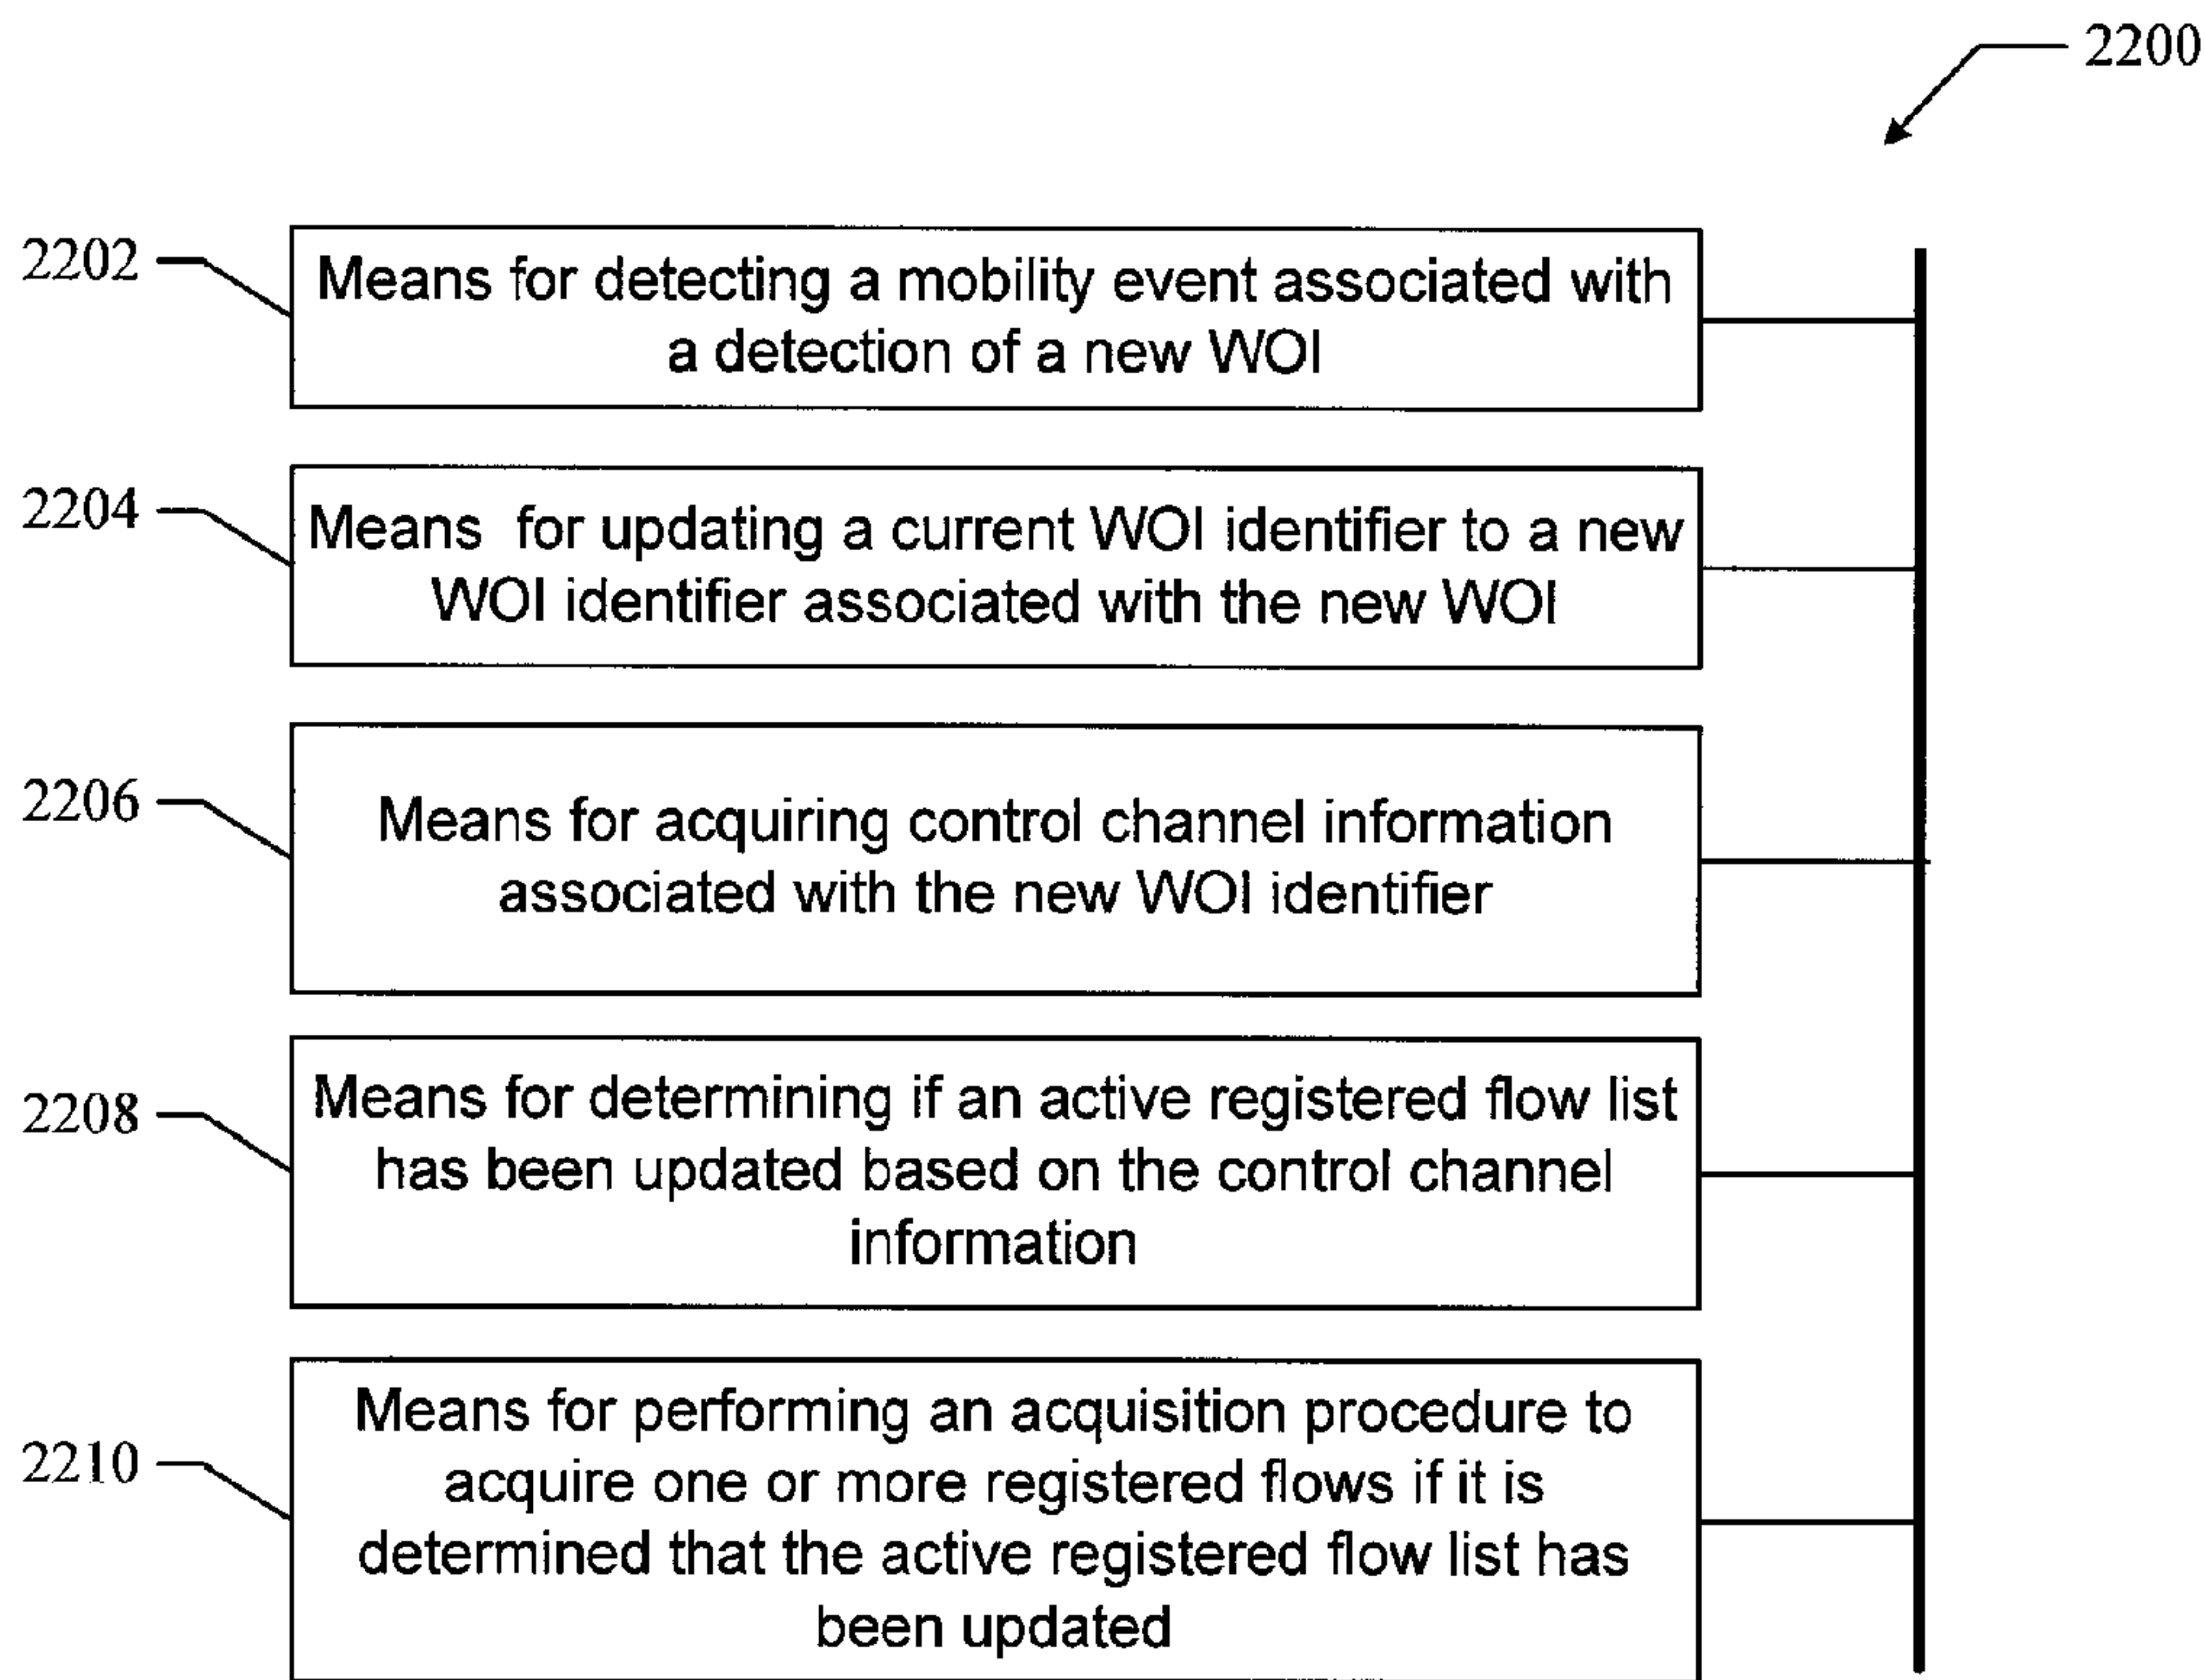 2200
2202
Means for detecting a mobility event associated with
a detection of a new WOI
2204
Means for updating a current WOI identifier to a new
WOI identifier associated with the new WOI
2206
Means for acquiring control channel information
associated with the new WOI identifier
2208
Means for determining if an active registered flow list
has been updated based on the control channel
information
2210
Means for performing an acquisition procedure to
acquire one or more registered flows if it is
determined that the active registered flow list has
been updated